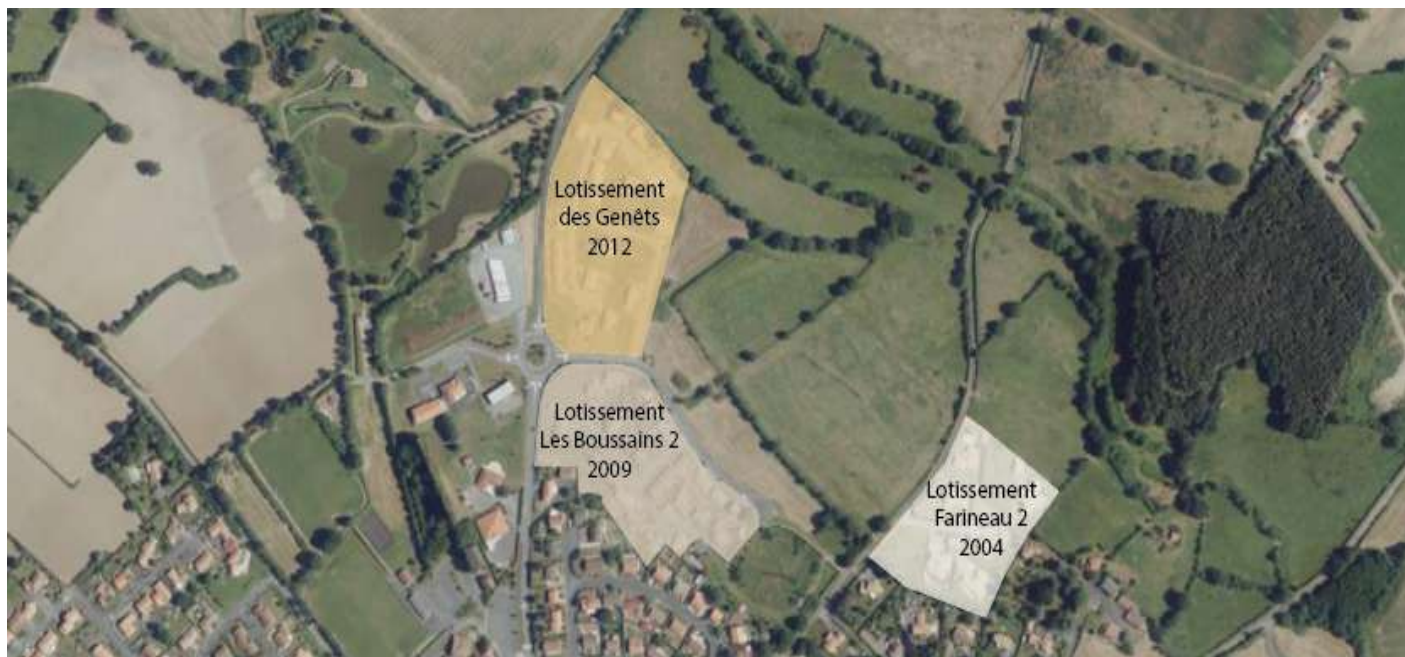 Lotissement
des Genêts
2012
Lotissement
Les Boussains 2
2009
Lotissement
Farineau 2
2004